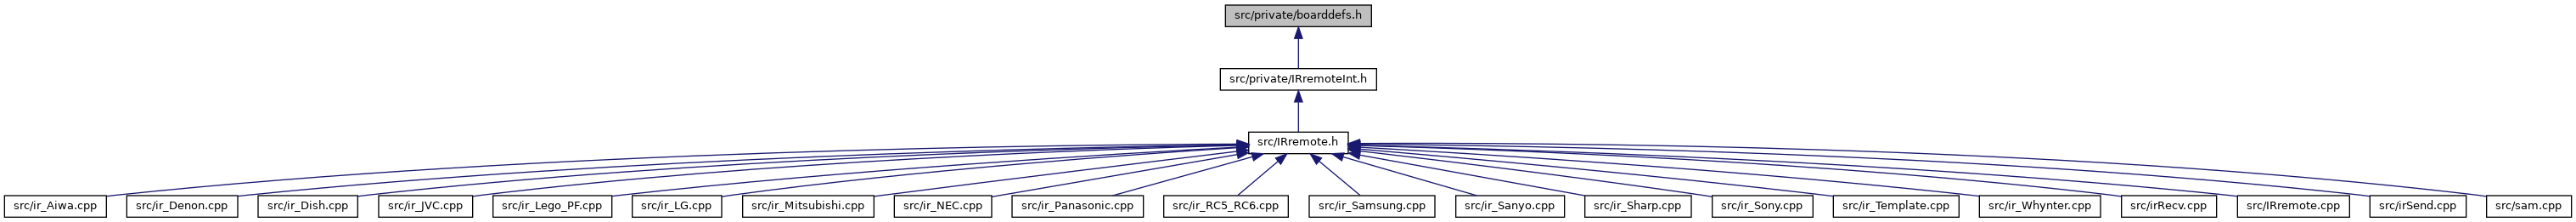 src/private/boarddefs.h
src/private/IRremoteInt.h
src/IRremote.h
src/ir_Aiwa.cpp
src/ir_Denon.cpp
src/ir_Dish.cpp
src/ir_JVC.cpp
src/ir_Lego_PF.cpp
src/ir_LG.cpp
src/ir_Mitsubishi.cpp
src/ir_NEC.cpp
src/ir_Panasonic.cpp
src/ir_RC5_RC6.cpp
src/ir_Samsung.cpp
src/ir_Sanyo.cpp
src/ir_Sharp.cpp
src/ir_Sony.cpp
src/ir_Template.cpp
src/ir_Whynter.cpp
src/irRecv.cpp
src/IRremote.cpp
src/irSend.cpp
src/sam.cpp